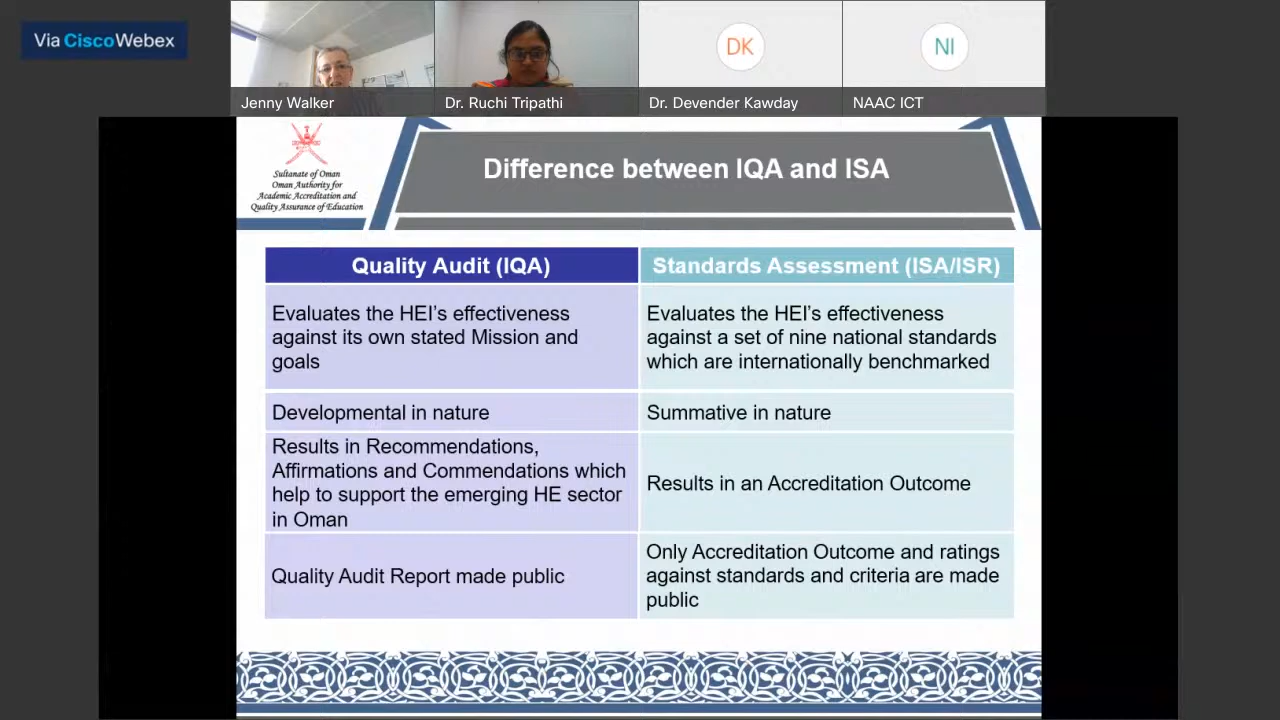 Via Cisco Webex
Jenny Walker
Dr. Ruchi Tripathi
DK
Dr. Devender Kawday
NI
NAAC ICT
Sultanate of Oman
Oman Authority for
Academic Accreditation and
Quality Assurance of Education
Difference between IQA and ISA
Quality Audit (IQA)
Standards Assessment (ISA/ISR)
Evaluates the HEI's effectiveness
against its own stated Mission and
goals
Evaluates the HEI's effectiveness
against a set of nine national standards
which are internationally benchmarked
Developmental in nature
Summative in nature
Results in Recommendations,
Affirmations and Commendations which
help to support the emerging HE sector
in Oman
Results in an Accreditation Outcome
Quality Audit Report made public
Only Accreditation Outcome and ratings
against standards and criteria are made
public